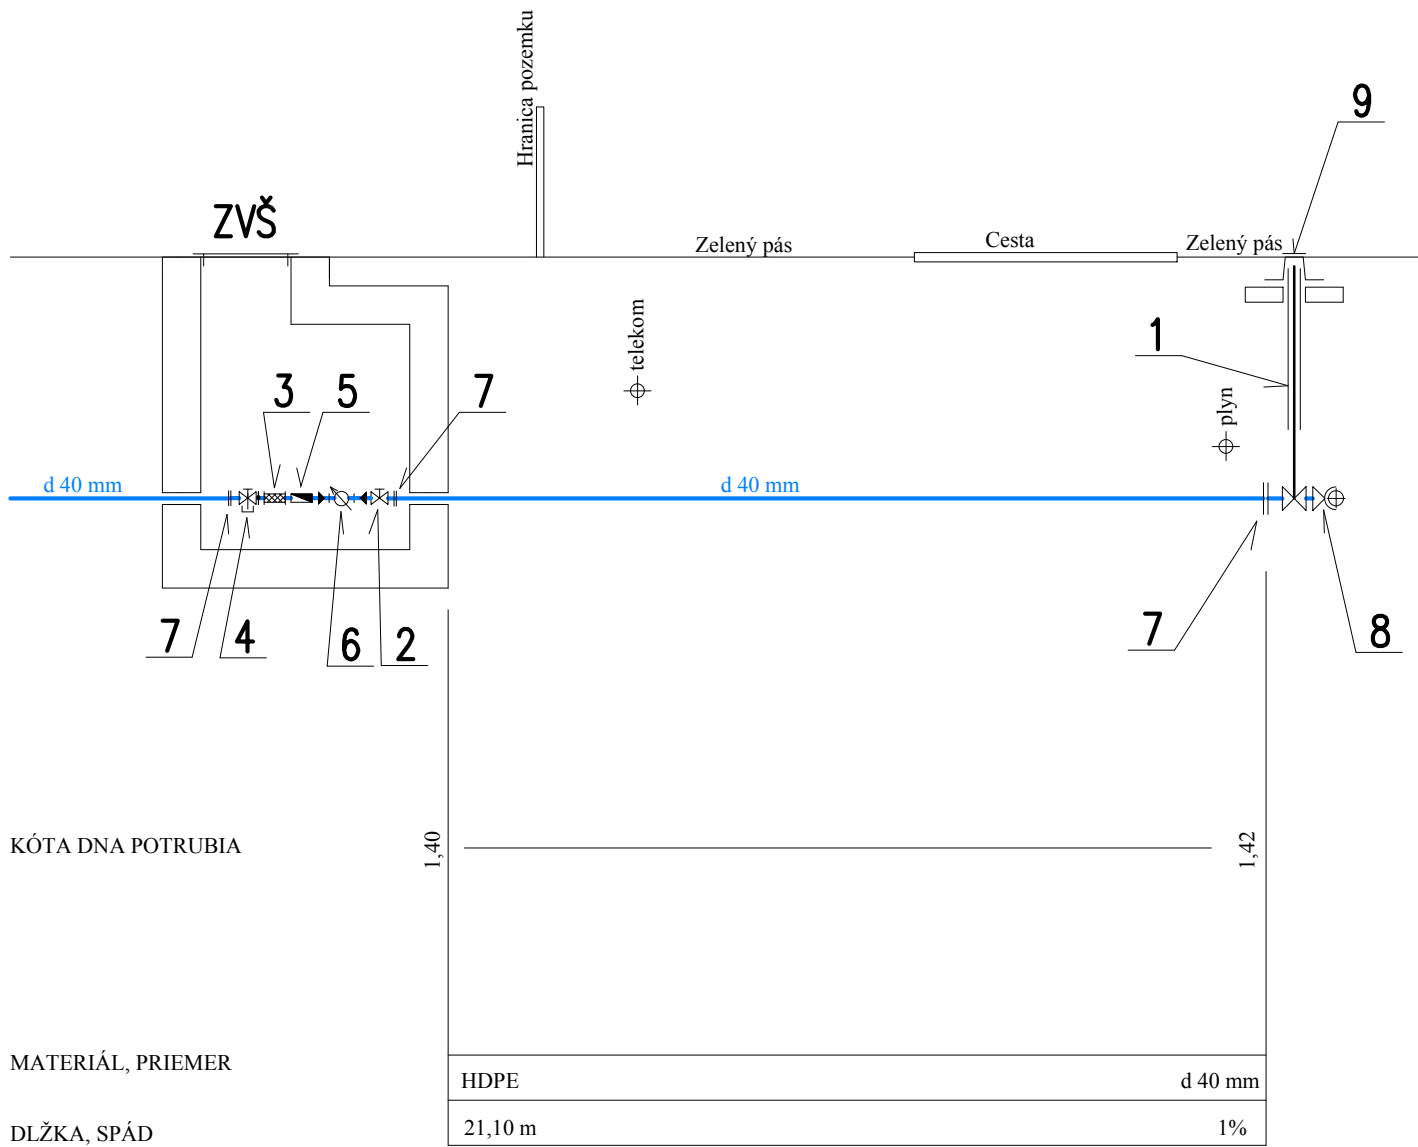 Hranica pozemku
9
ZVŠ
Zelený pás
Cesta
Zelený pás
telekom
1
plyn
3
5
7
d 40 mm
d 40 mm
7
4
6
2
7
8
KÓTA DNA POTRUBIA
1,40
1,42
MATERIÁL, PRIEMER
HDPE
d 40 mm
DLŽKA, SPÁD
21,10 m
1%